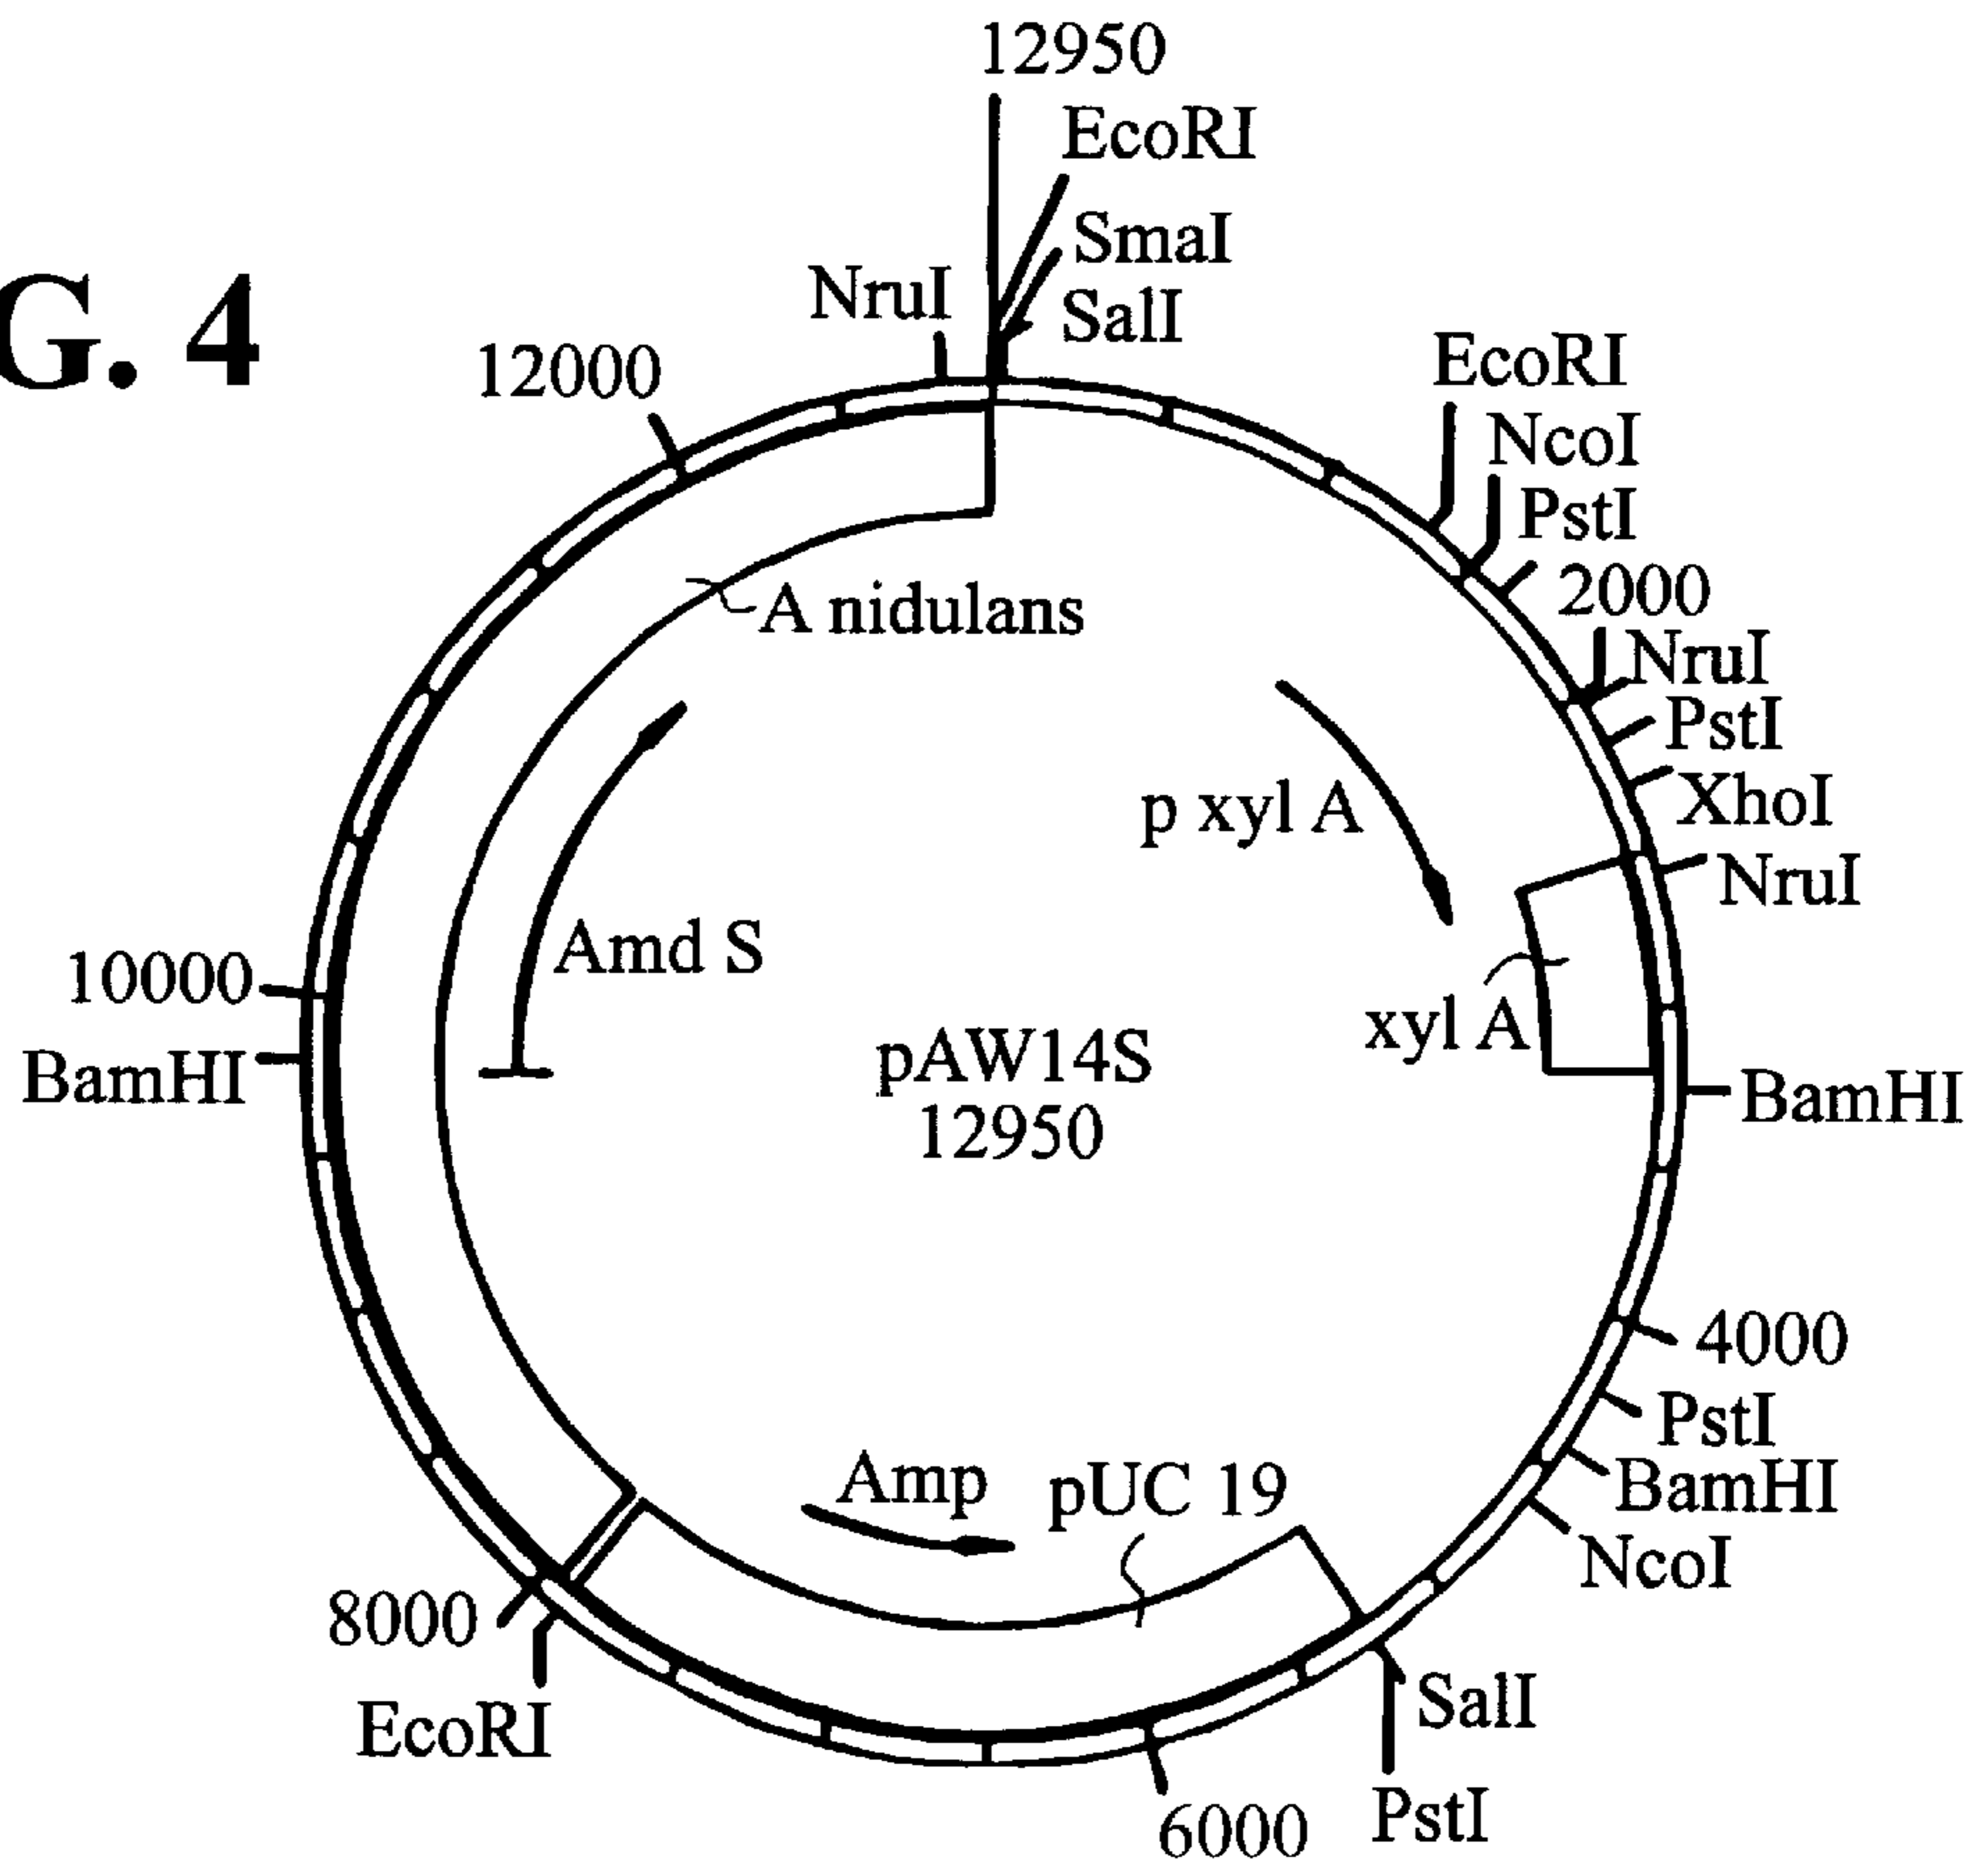 G. 4
12950
EcoRI
SmaI
SalI
NruI
12000
EcoRI
NcoI
PstI
2000
NruI
PstI
XhoI
NruI
A nidulans
p xyl A
Amd S
xyl A
10000
BamHI
pAW14S
12950
BamHI
4000
PstI
BamHI
NcoI
Amp
pUC 19
8000
EcoRI
SalI
PstI
6000